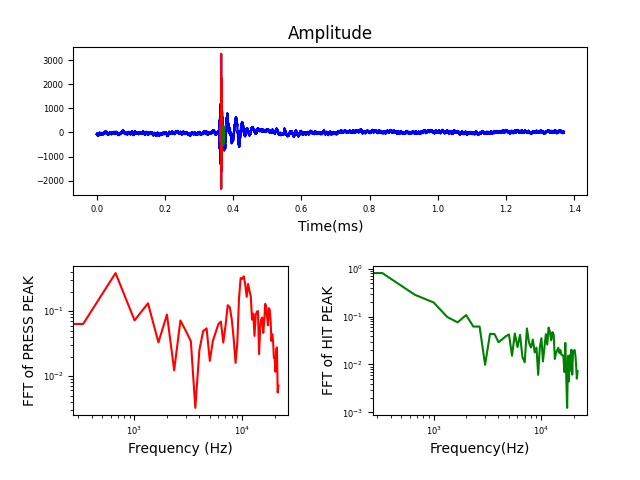 Amplitude
3000
2000
1000
0
−1000
−2000
0.0 0.2 0.4 0.6 0.8 1.0 1.2 1.4
Time(ms)
FFT of PRESS PEAK
10⁻¹
10⁻²
10³ 10⁴
Frequency (Hz)
FFT of HIT PEAK
10⁰
10⁻¹
10⁻²
10⁻³
10³ 10⁴
Frequency(Hz)